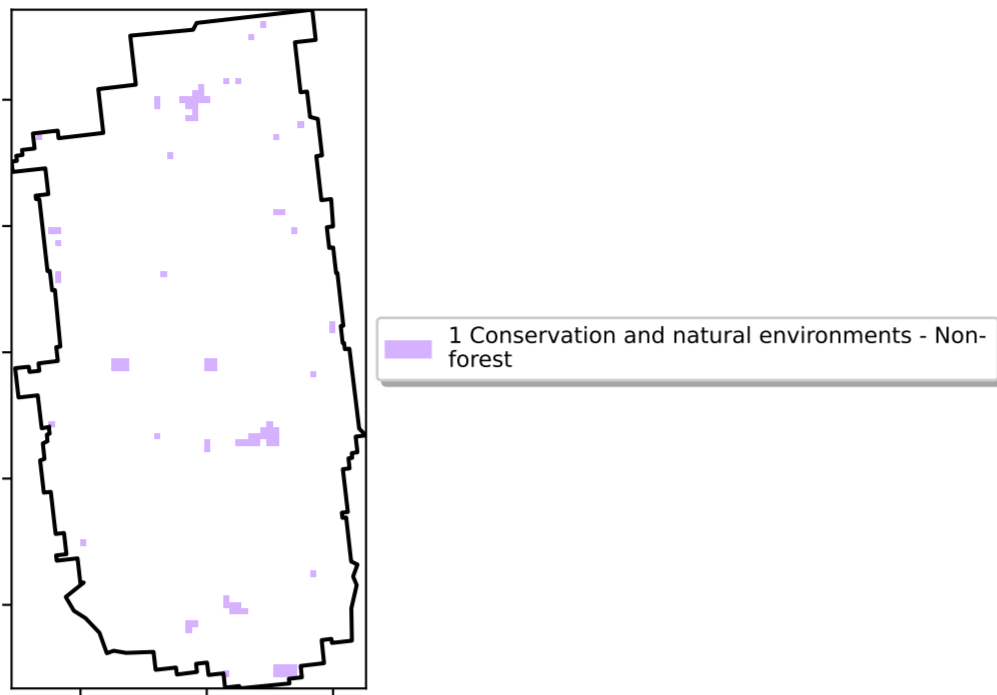 1 Conservation and natural environments - Non-
forest